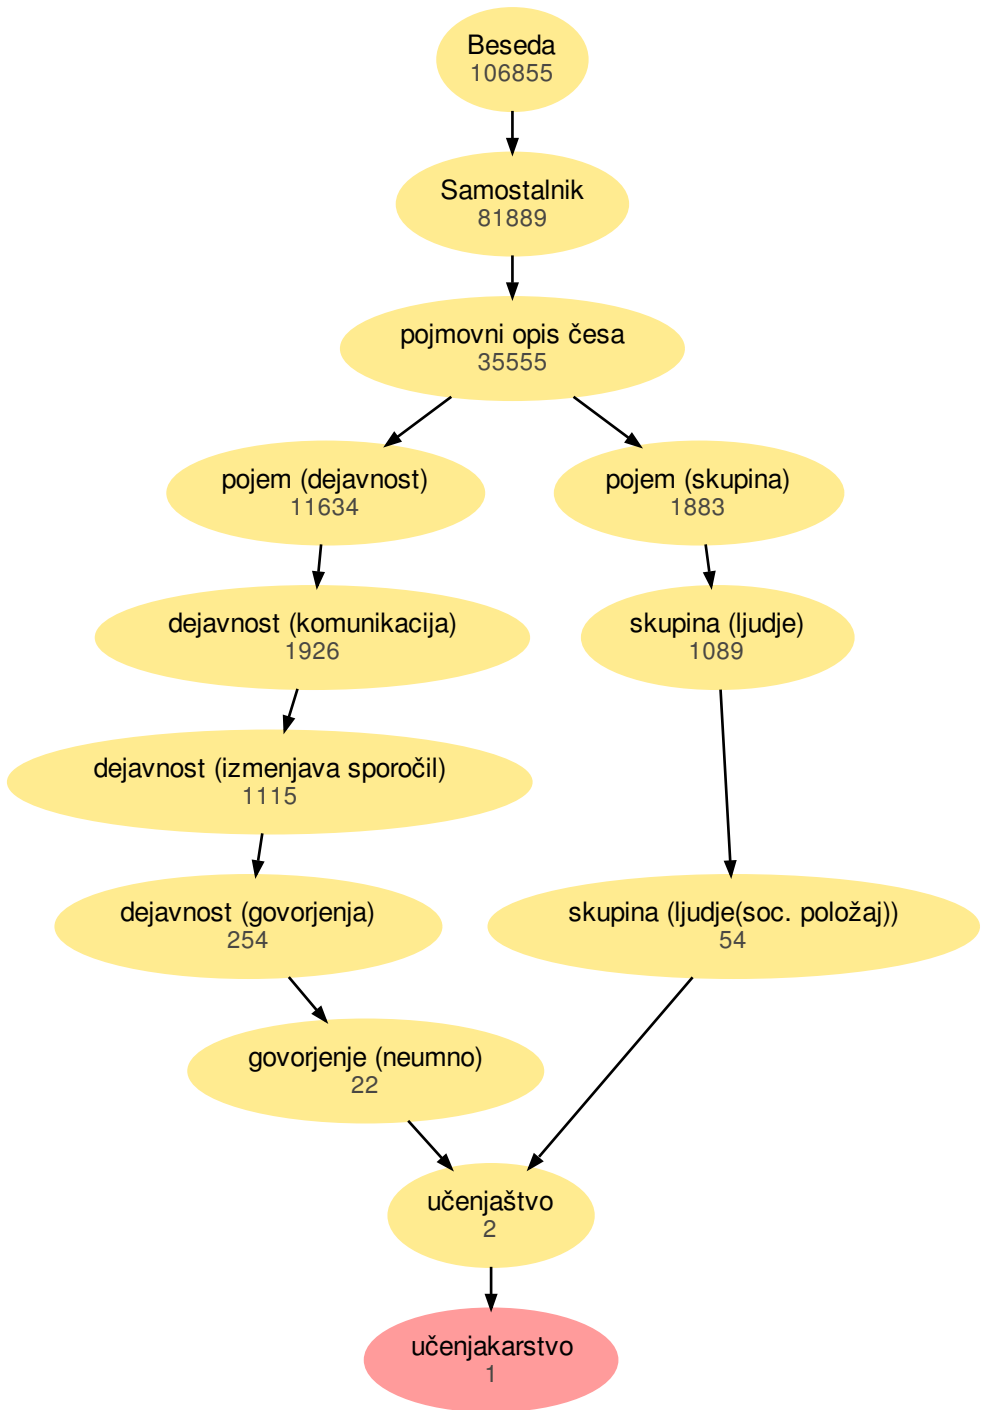 Beseda
106855
Samostalnik
81889
pojmovni opis česa
35555
pojem (dejavnost)
11634
pojem (skupina)
1883
dejavnost (komunikacija)
1926
skupina (ljudje)
1089
dejavnost (izmenjava sporočil)
1115
dejavnost (govorjenja)
254
skupina (ljudje(soc. položaj))
54
govorjenje (neumno)
22
učenjaštvo
2
učenjakarstvo
1